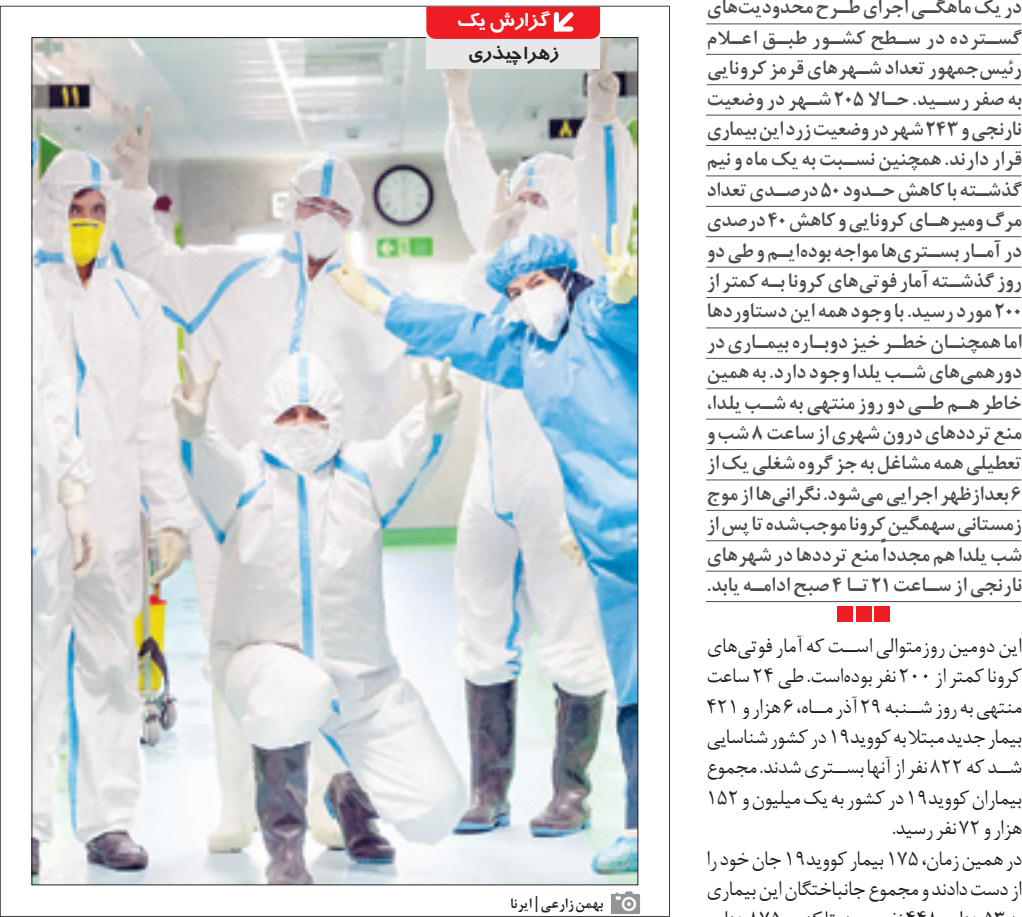 گزارش یک
زهرا چیذری
۱۱
۸
بهمن زارعی | ایرنا
در یک ماهگی اجرای طرح محدودیت‌های
گسترده در سطح کشور طبق اعلام
رئیس‌جمهور تعداد شهرهای قرمز کرونایی
به صفر رسید. حالا ۲۰۵ شهر در وضعیت
نارنجی و ۲۴۳ شهر در وضعیت زرد این بیماری
قرار دارند. همچنین نسبت به یک ماه و نیم
گذشته با کاهش حدود ۵۰ درصدی تعداد
مرگ ومیرهای کرونایی و کاهش ۴۰ درصدی
در آمار بستری‌ها مواجه بوده‌ایم و طی دو
روز گذشته آمار فوتی‌های کرونا به کمتر از
۲۰۰ مورد رسید. با وجود همه این دستاوردها
اما همچنان خطر خیز دوباره بیماری در
دورهمی‌های شب یلدا وجود دارد. به همین
خاطر هم طی دو روز منتهی به شب یلدا،
منع ترددهای درون شهری از ساعت ۸ شب و
تعطیلی همه مشاغل به جز گروه شغلی یک از
۶ بعدازظهر اجرایی می‌شود. نگرانی‌ها از موج
زمستانی سهمگین کرونا موجب‌شده تا پس از
شب یلدا هم مجدداً منع ترددها در شهرهای
نارنجی از ساعت ۲۱ تا ۴ صبح ادامه یابد.
این دومین روزمتوالی است که آمار فوتی‌های
کرونا کمتر از ۲۰۰ نفر بوده‌است. طی ۲۴ ساعت
منتهی به روز شنبه ۲۹ آذر ماه، ۶ هزار و ۴۲۱
بیمار جدید مبتلا به کووید۱۹ در کشور شناسایی
شد که ۸۲۲ نفر از آنها بستری شدند. مجموع
بیماران کووید۱۹ در کشور به یک میلیون و ۱۵۲
هزار و ۷۲ نفر رسید.
در همین زمان، ۱۷۵ بیمار کووید۱۹ جان خود را
از دست دادند و مجموع جانباختگان این بیماری